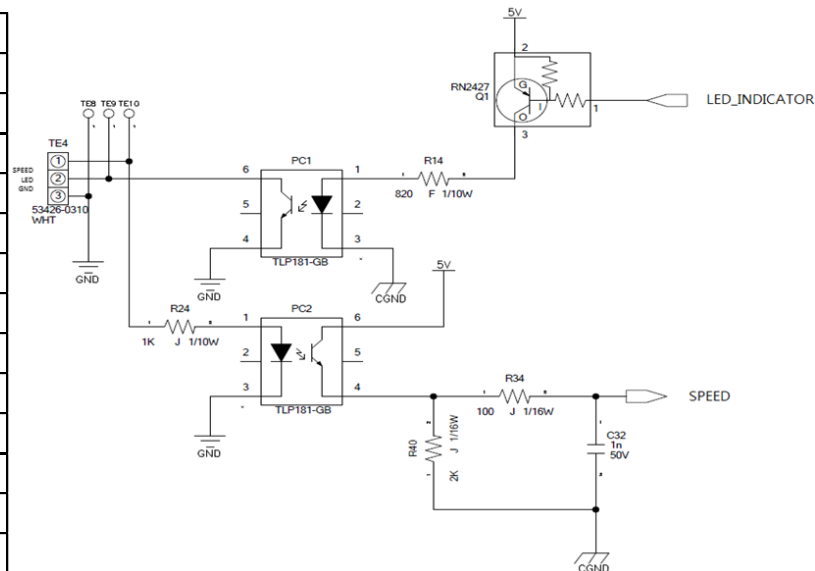 5V
2
RN2427
Q1
G
I
O
1
LED_INDICATOR
3
TE8 TE9 TE10
TE4
1
2
3
SPEED
LED
GND
53426-0310
WHT
GND
PC1
6
5
4
1
2
3
TLP181-GB
GND
R14
820 F 1/10W
CGND
R24
1K J 1/10W
PC2
1
2
3
6
5
4
TLP181-GB
GND
5V
R34
100 J 1/16W
SPEED
R40
2K J 1/16W
C32
1n
50V
CGND